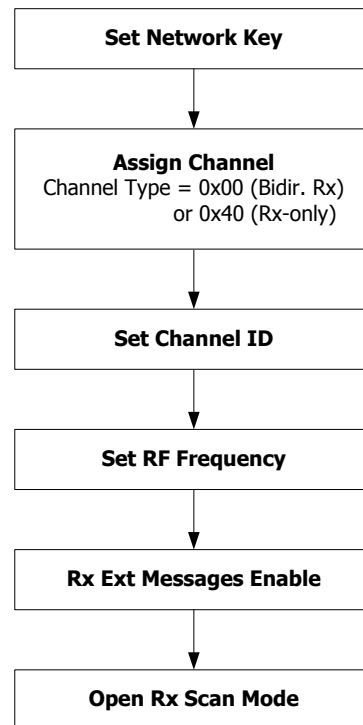 Set Network Key
Assign Channel
Channel Type = 0x00 (Bidir. Rx)
or 0x40 (Rx-only)
Set Channel ID
Set RF Frequency
Rx Ext Messages Enable
Open Rx Scan Mode